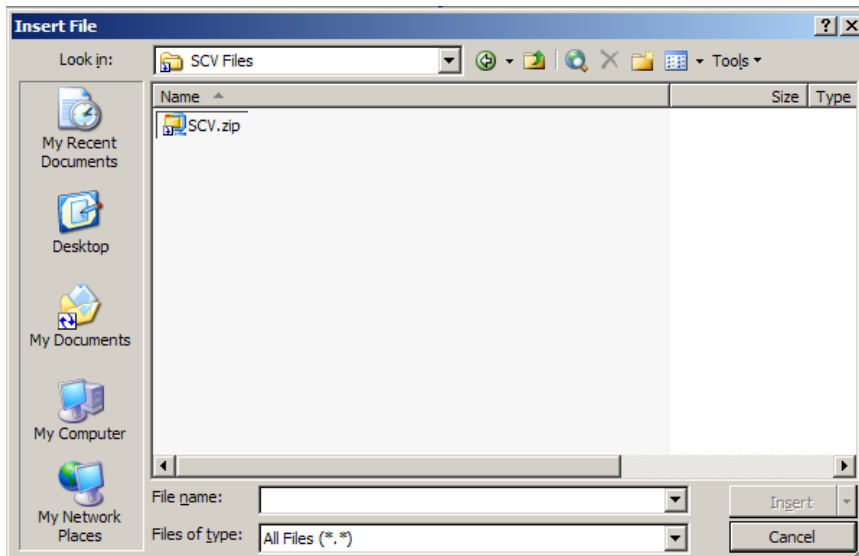 Insert File
Look in:
SCV Files
Tools
Name
Size
Type
SCV.zip
My Recent
Documents
Desktop
My Documents
My Computer
My Network
Places
File name:
Insert
Files of type:
All Files (*.*)
Cancel